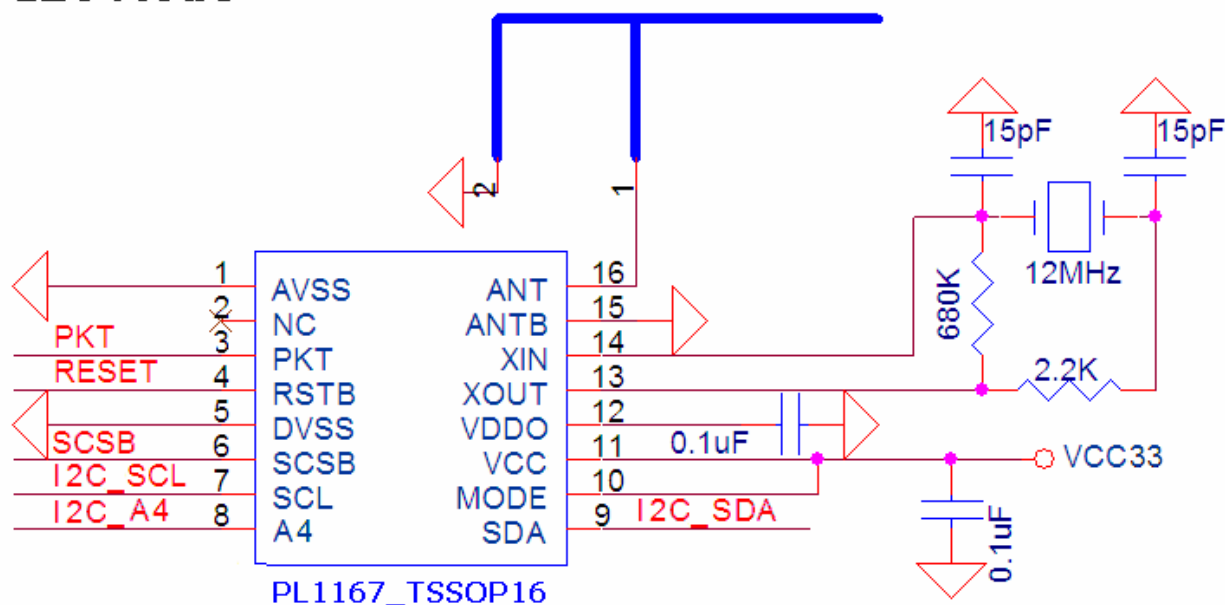 2
1
15pF
15pF
12MHz
680K
2.2K
1
AVSS
2
NC
PKT
3
PKT
RESET
4
RSTB
5
DVSS
SCSB
6
SCSB
I2C_SCL
7
SCL
I2C_A4
8
A4
ANT
16
ANTB
15
XIN
14
XOUT
13
VDDO
12
0.1uF
VCC
11
VCC33
MODE
10
SDA
9
I2C_SDA
0.1uF
PL1167_TSSOP16